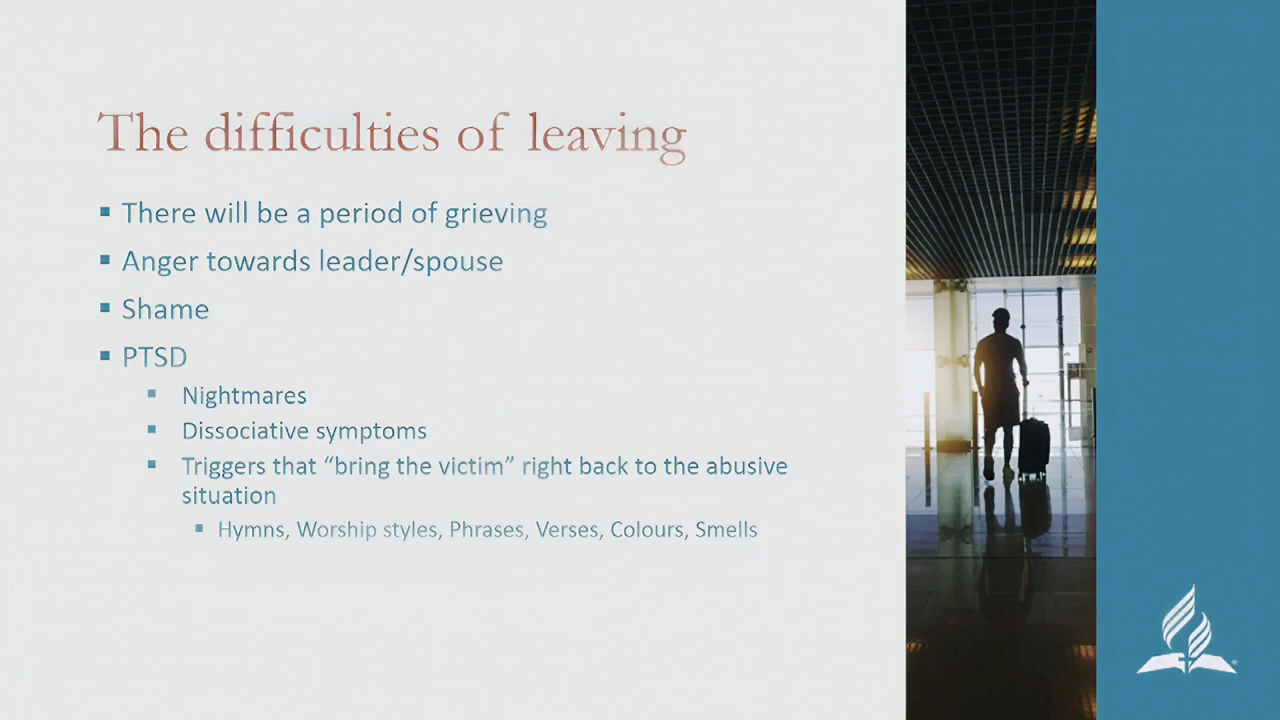 The difficulties of leaving
▪ There will be a period of grieving
▪ Anger towards leader/spouse
▪ Shame
▪ PTSD
▪ Nightmares
▪ Dissociative symptoms
▪ Triggers that “bring the victim” right back to the abusive
situation
▪ Hymns, Worship styles, Phrases, Verses, Colours, Smells